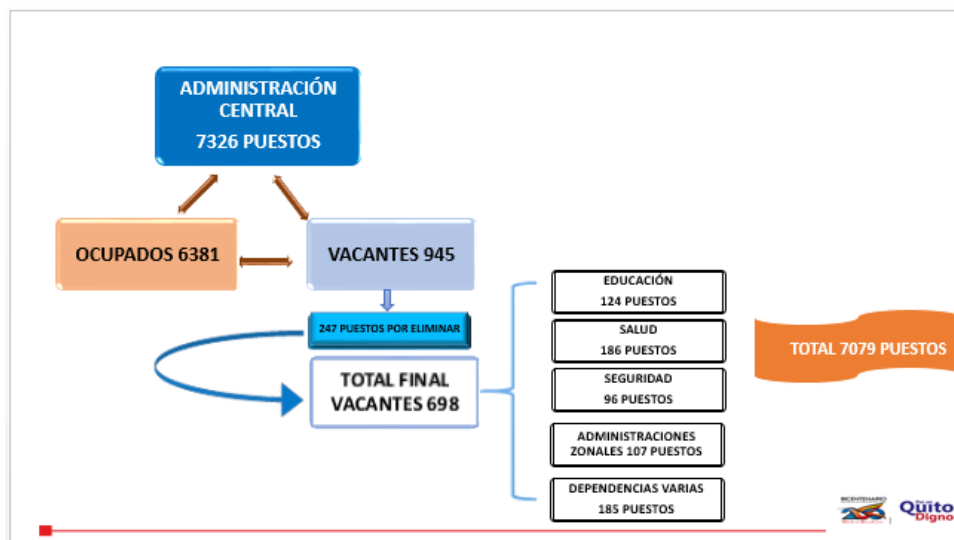 ADMINISTRACIÓN
CENTRAL
7326 PUESTOS
OCUPADOS 6381
VACANTES 945
247 PUESTOS POR ELIMINAR
TOTAL FINAL
VACANTES 698
EDUCACIÓN
124 PUESTOS
SALUD
186 PUESTOS
SEGURIDAD
96 PUESTOS
ADMINISTRACIONES
ZONALES 107 PUESTOS
DEPENDENCIAS VARIAS
185 PUESTOS
TOTAL 7079 PUESTOS
BICENTENARIO
Quito
Digno